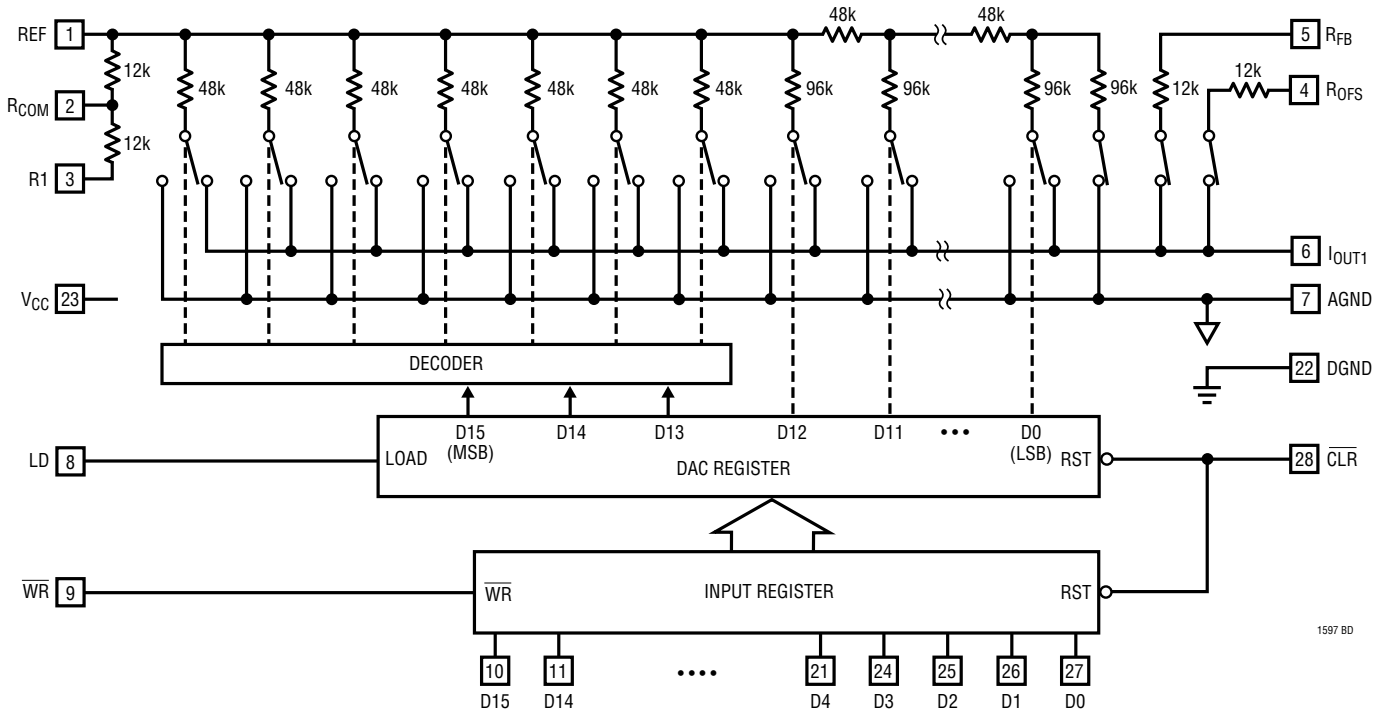 48k 48k
REF 1 5 RFB
12k 48k 48k 48k 48k 48k 48k 48k 96k 96k 96k 96k 12k 12k
RCOM 2 4 ROFS
12k
R1 3
6 IOUT1
VCC 23 7 AGND
DECODER
22 DGND
D15 D14 D13 D12 D11 ••• D0
(MSB) (LSB)
LD 8 LOAD DAC REGISTER RST 28 CLR
WR 9 WR INPUT REGISTER RST
1597 BD
10 11 •••• 21 24 25 26 27
D15 D14 D4 D3 D2 D1 D0